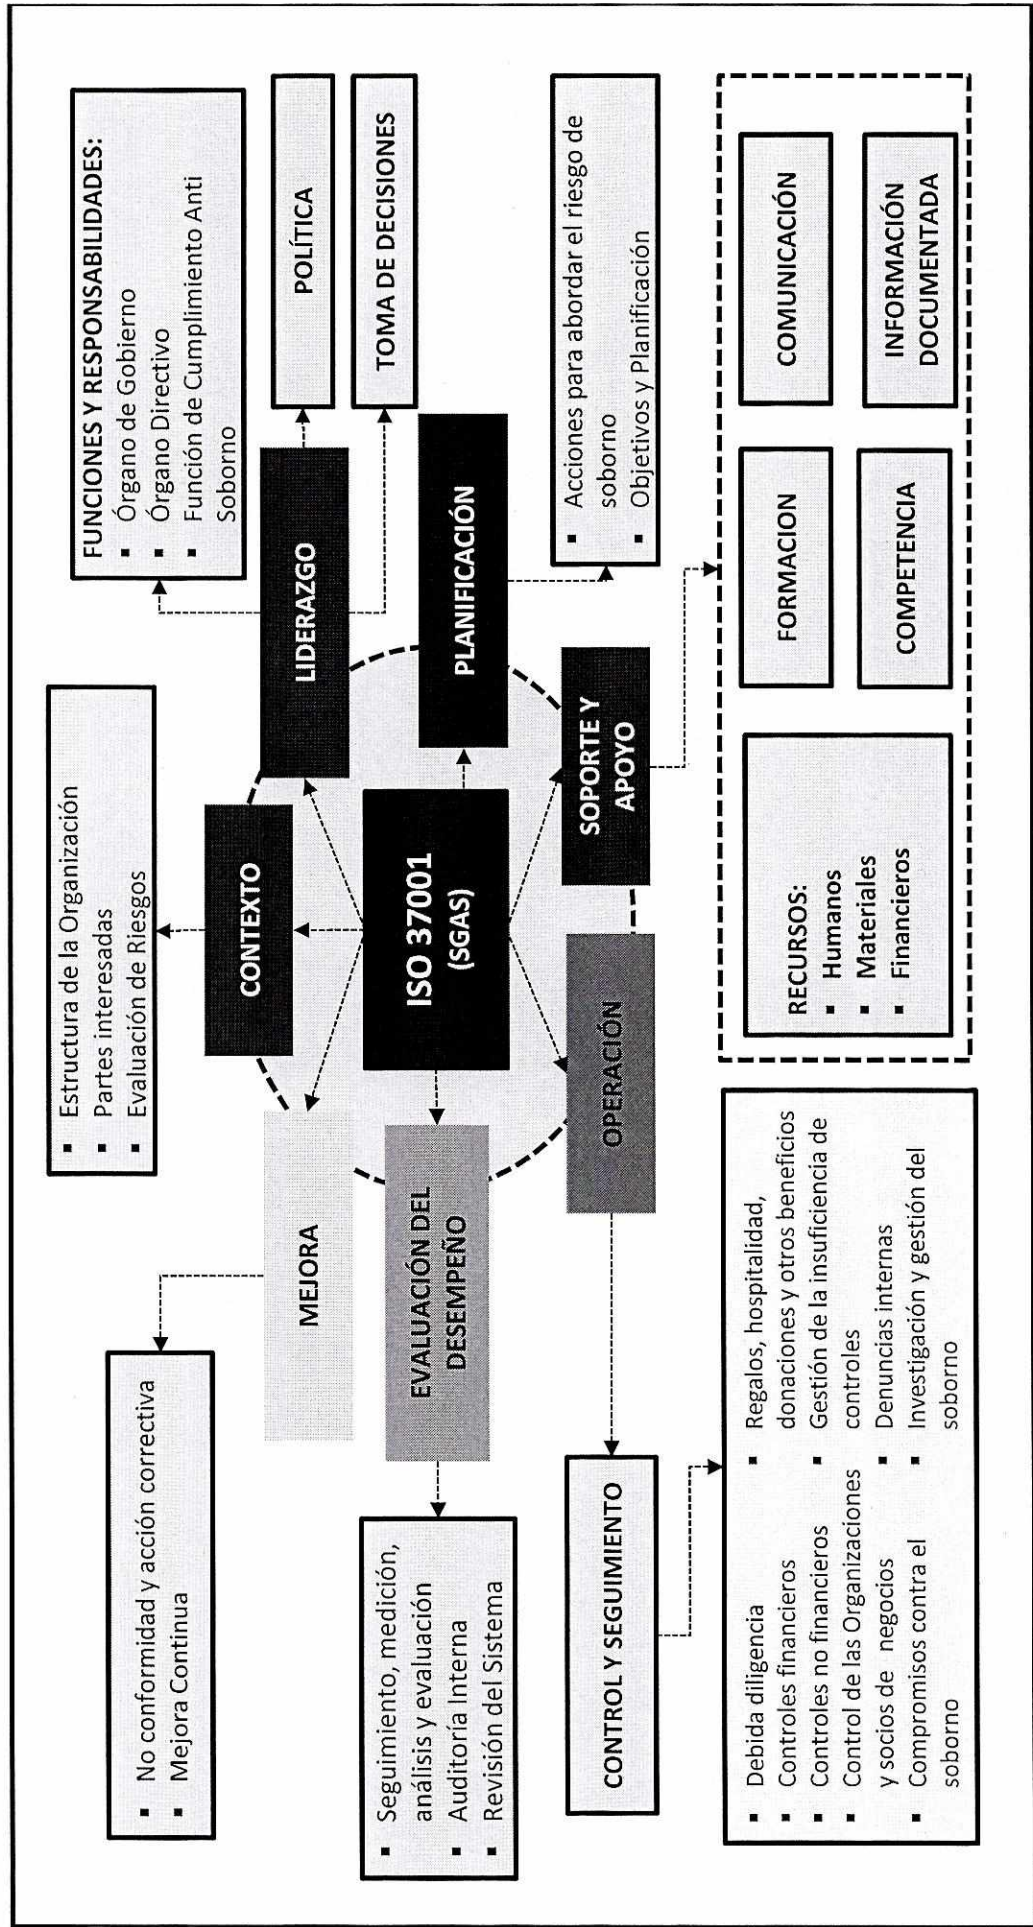 ▪ No conformidad y acción correctiva
▪ Mejora Continua
▪ Estructura de la Organización
▪ Partes interesadas
▪ Evaluación de Riesgos
FUNCIONES Y RESPONSABILIDADES:
▪ Órgano de Gobierno
▪ Órgano Directivo
▪ Función de Cumplimiento Anti
Soborno
MEJORA
CONTEXTO
LIDERAZGO
POLÍTICA
TOMA DE DECISIONES
▪ Seguimiento, medición,
análisis y evaluación
▪ Auditoría Interna
▪ Revisión del Sistema
EVALUACIÓN DEL
DESEMPEÑO
ISO 37001
(SGAS)
PLANIFICACIÓN
▪ Acciones para abordar el riesgo de
soborno
▪ Objetivos y Planificación
CONTROL Y SEGUIMIENTO
OPERACIÓN
SOPORTE Y
APOYO
▪ Debida diligencia
▪ Controles financieros
▪ Controles no financieros
▪ Control de las Organizaciones
y socios de negocios
▪ Compromisos contra el
soborno
▪ Regalos, hospitalidad,
donaciones y otros beneficios
▪ Gestión de la insuficiencia de
controles
▪ Denuncias internas
▪ Investigación y gestión del
soborno
RECURSOS:
▪ Humanos
▪ Materiales
▪ Financieros
FORMACION
COMUNICACIÓN
COMPETENCIA
INFORMACIÓN
DOCUMENTADA